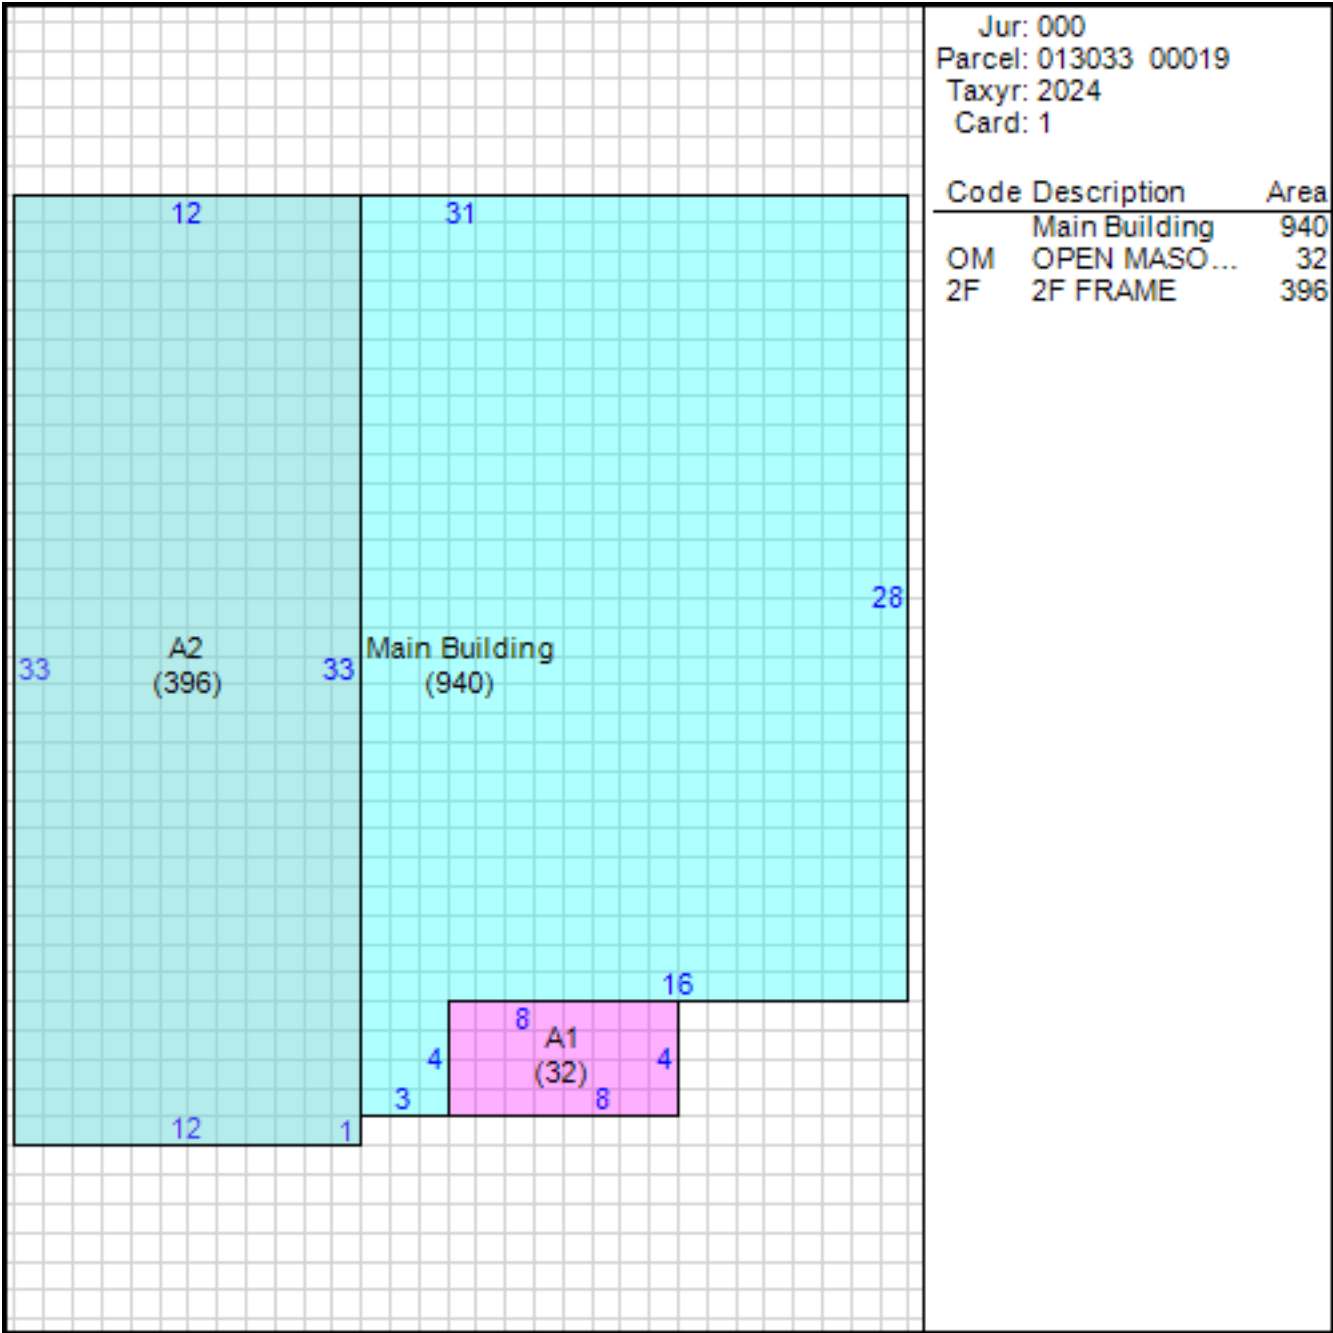 Jur: 000
Parcel: 013033 00019
Taxyr: 2024
Card: 1
Code Description Area
Main Building 940
OM OPEN MASO... 32
2F 2F FRAME 396
12 31
28
A2 Main Building
33 33
(396) (940)
16
8
A1
4 4
(32)
3 8
12 1